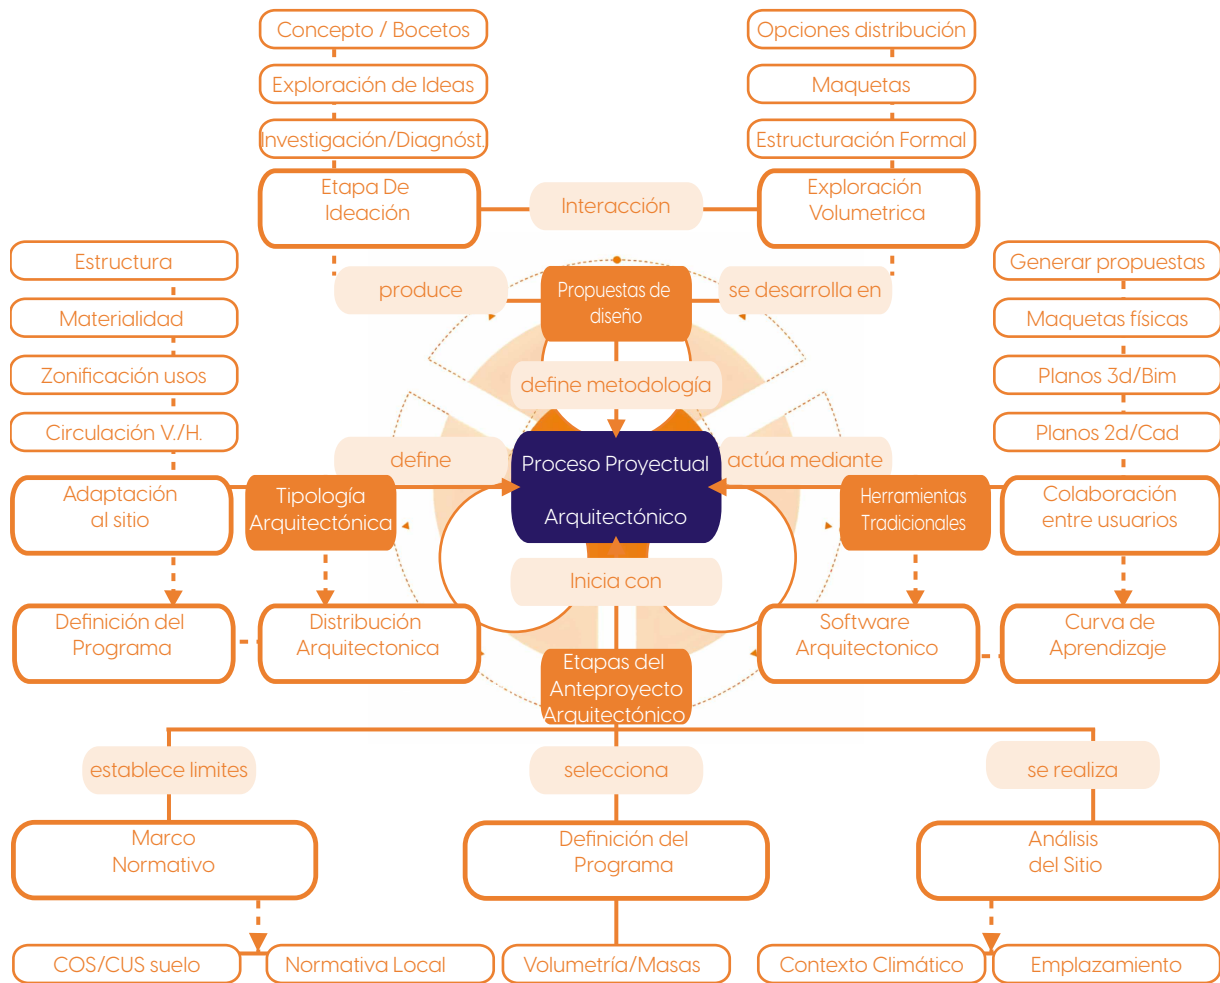 Concepto / Bocetos
Opciones distribución
Exploración de Ideas
Maquetas
Investigación/Diagnóst.
Estructuración Formal
Etapa De
Ideación
Interacción
Exploración
Volumetrica
Estructura
Materialidad
Zonificación usos
Circulación V./H.
produce
Propuestas de
diseño
se desarrolla en
Generar propuestas
Maquetas físicas
Planos 3d/Bim
Planos 2d/Cad
define metodología
define
Proceso Proyectual
Arquitectónico
actúa mediante
Adaptación
al sitio
Tipología
Arquitectónica
Herramientas
Tradicionales
Colaboración
entre usuarios
Inicia con
Definición del
Programa
Distribución
Arquitectonica
Software
Arquitectonico
Curva de
Aprendizaje
Etapas del
Anteproyecto
Arquitectónico
establece limites
selecciona
se realiza
Marco
Normativo
Definición del
Programa
Análisis
del Sitio
COS/CUS suelo
Normativa Local
Volumetría/Masas
Contexto Climático
Emplazamiento